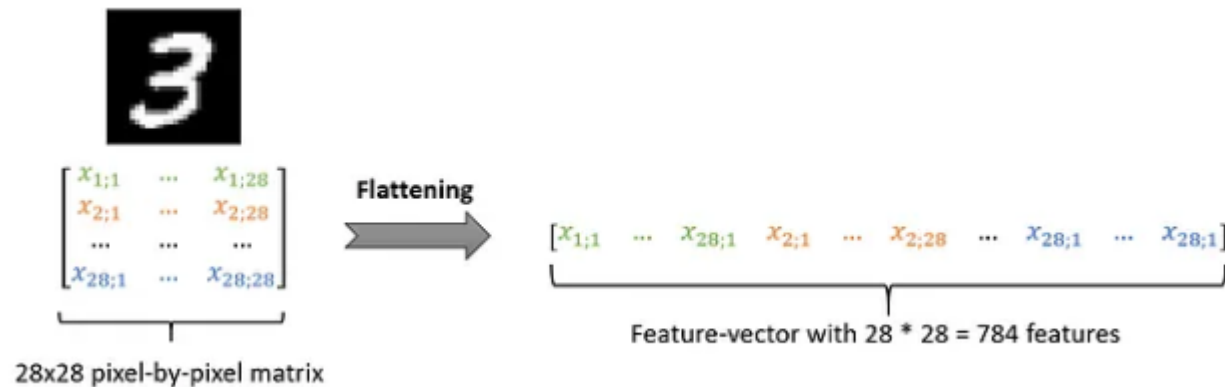 3
x1;1 ... x1;28
x2;1 ... x2;28
... ... ...
x28;1 ... x28;28
28x28 pixel-by-pixel matrix
Flattening
[x1;1 ... x28;1 x2;1 ... x2;28 ... x28;1 ... x28;1]
Feature-vector with 28 * 28 = 784 features